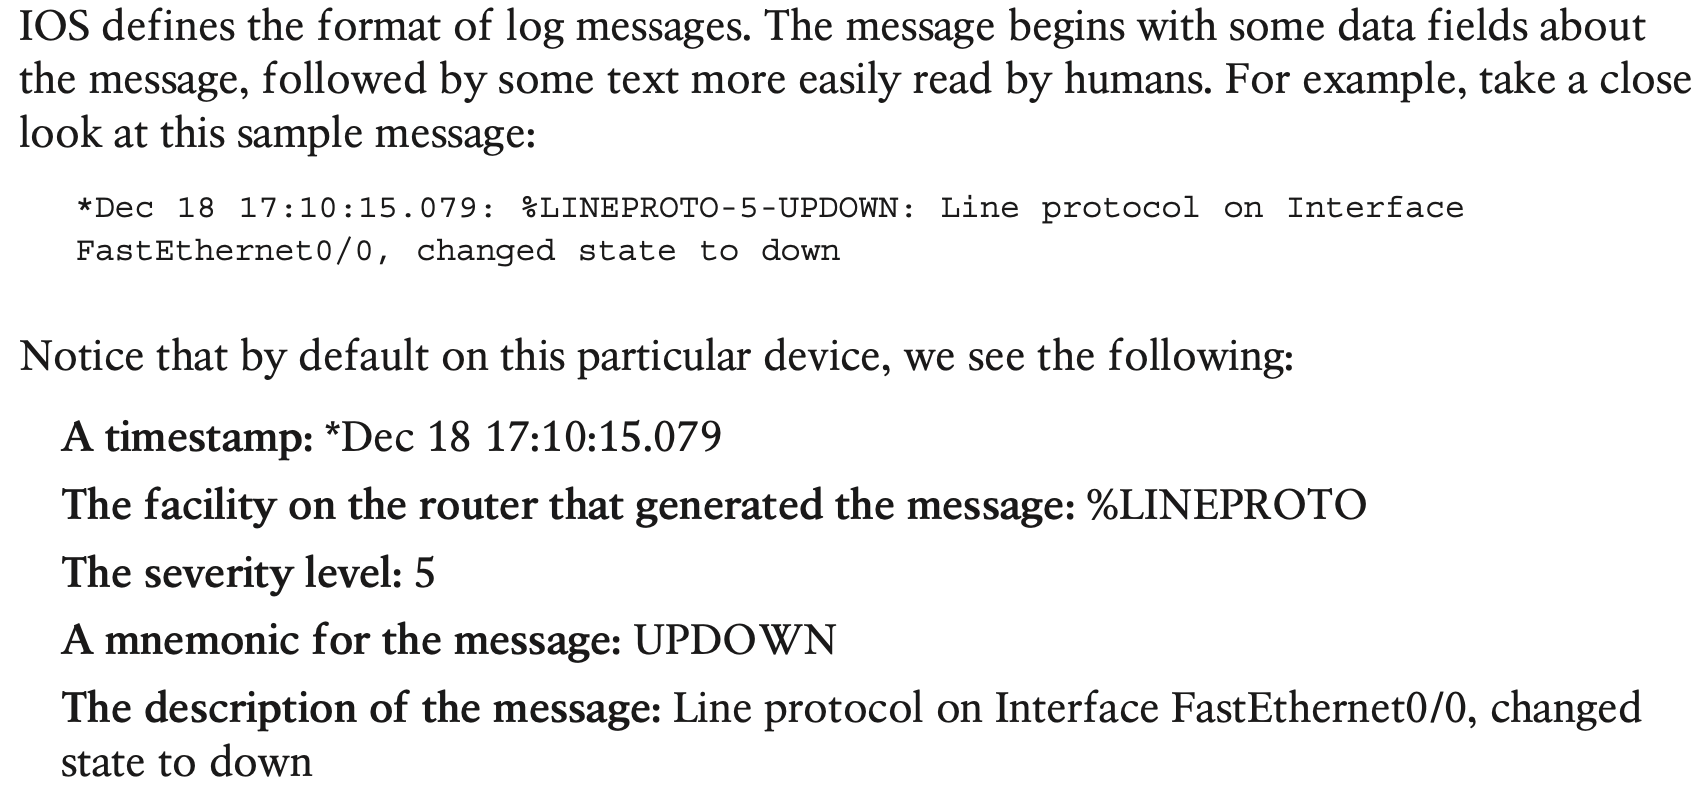 IOS defines the format of log messages. The message begins with some data fields about
the message, followed by some text more easily read by humans. For example, take a close
look at this sample message:
*Dec 18 17:10:15.079: %LINEPROTO-5-UPDOWN: Line protocol on Interface
FastEthernet0/0, changed state to down
Notice that by default on this particular device, we see the following:
A timestamp: *Dec 18 17:10:15.079
The facility on the router that generated the message: %LINEPROTO
The severity level: 5
A mnemonic for the message: UPDOWN
The description of the message: Line protocol on Interface FastEthernet0/0, changed
state to down